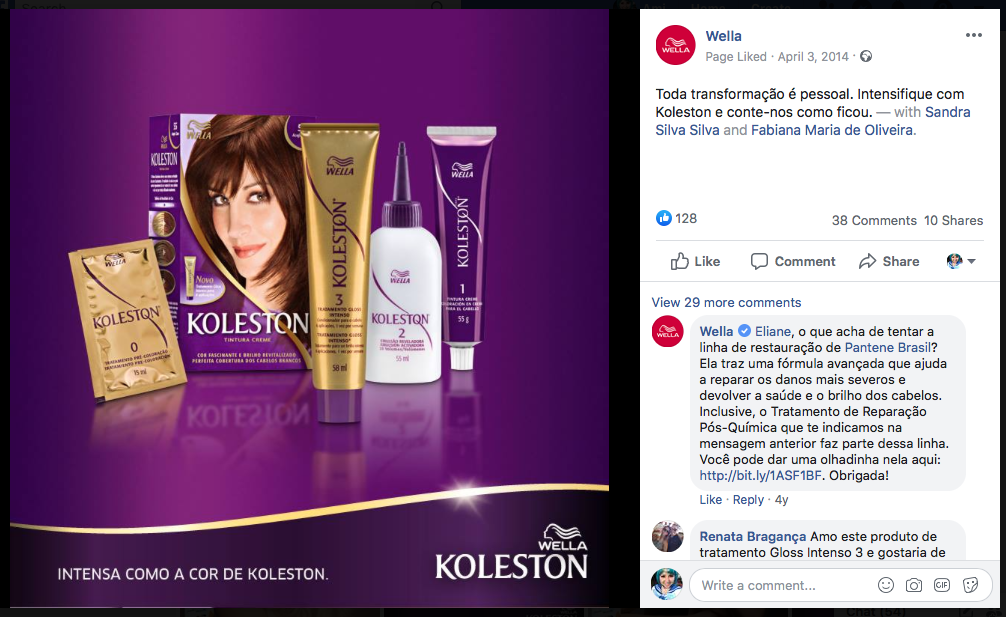 WELLA
KOLESTON
0
TRATAMENTO PRÉ-COLORAÇÃO
15 ml
WELLA
KOLESTON
Novo
KOLESTON
TINTURA CREME
COR FASCINANTE E BRILHO REVITALIZADO
PERFEITA COBERTURA DOS CABELOS BRANCOS
WELLA
KOLESTON
3
TRATAMENTO GLOSS
INTENSO
50 ml
WELLA
KOLESTON
2
55 ml
WELLA
KOLESTON
1
TINTURA CREME
55 g
INTENSA COMO A COR DE KOLESTON.
WELLA
KOLESTON
WELLA
Wella
Page Liked · April 3, 2014 ·
Toda transformação é pessoal. Intensifique com
Koleston e conte-nos como ficou. — with Sandra
Silva Silva and Fabiana Maria de Oliveira.
128
38 Comments 10 Shares
Like Comment Share
View 29 more comments
WELLA
Wella Eliane, o que acha de tentar a
linha de restauração de Pantene Brasil?
Ela traz uma fórmula avançada que ajuda
a reparar os danos mais severos e
devolver a saúde e o brilho dos cabelos.
Inclusive, o Tratamento de Reparação
Pós-Química que te indicamos na
mensagem anterior faz parte dessa linha.
Você pode dar uma olhadinha nela aqui:
http://bit.ly/1ASF1BF. Obrigada!
Like · Reply · 4y
Renata Bragança Amo este produto de
tratamento Gloss Intenso 3 e gostaria de
Write a comment...
GIF